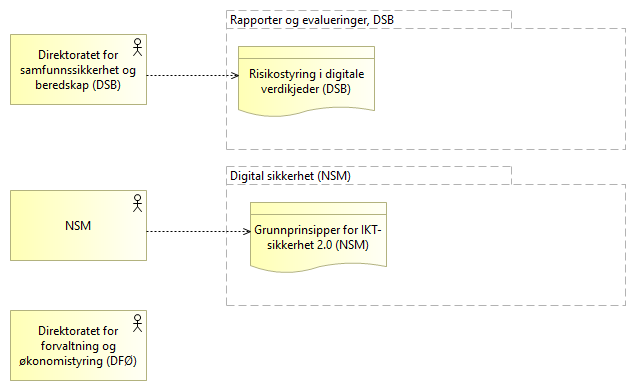 Rapporter og evalueringer, DSB
Direktoratet for
samfunnssikkerhet og
beredskap (DSB)
Risikostyring i digitale
verdikjeder (DSB)
Digital sikkerhet (NSM)
NSM
Grunnprinsipper for IKT-
sikkerhet 2.0 (NSM)
Direktoratet for
forvaltning og
økonomistyring (DFØ)